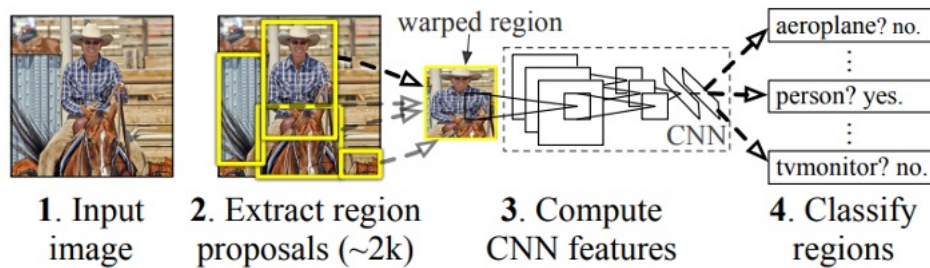 warped region
aeroplane? no.
⋮
person? yes.
CNN
⋮
tvmonitor? no.
1. Input
image
2. Extract region
proposals (~2k)
3. Compute
CNN features
4. Classify
regions